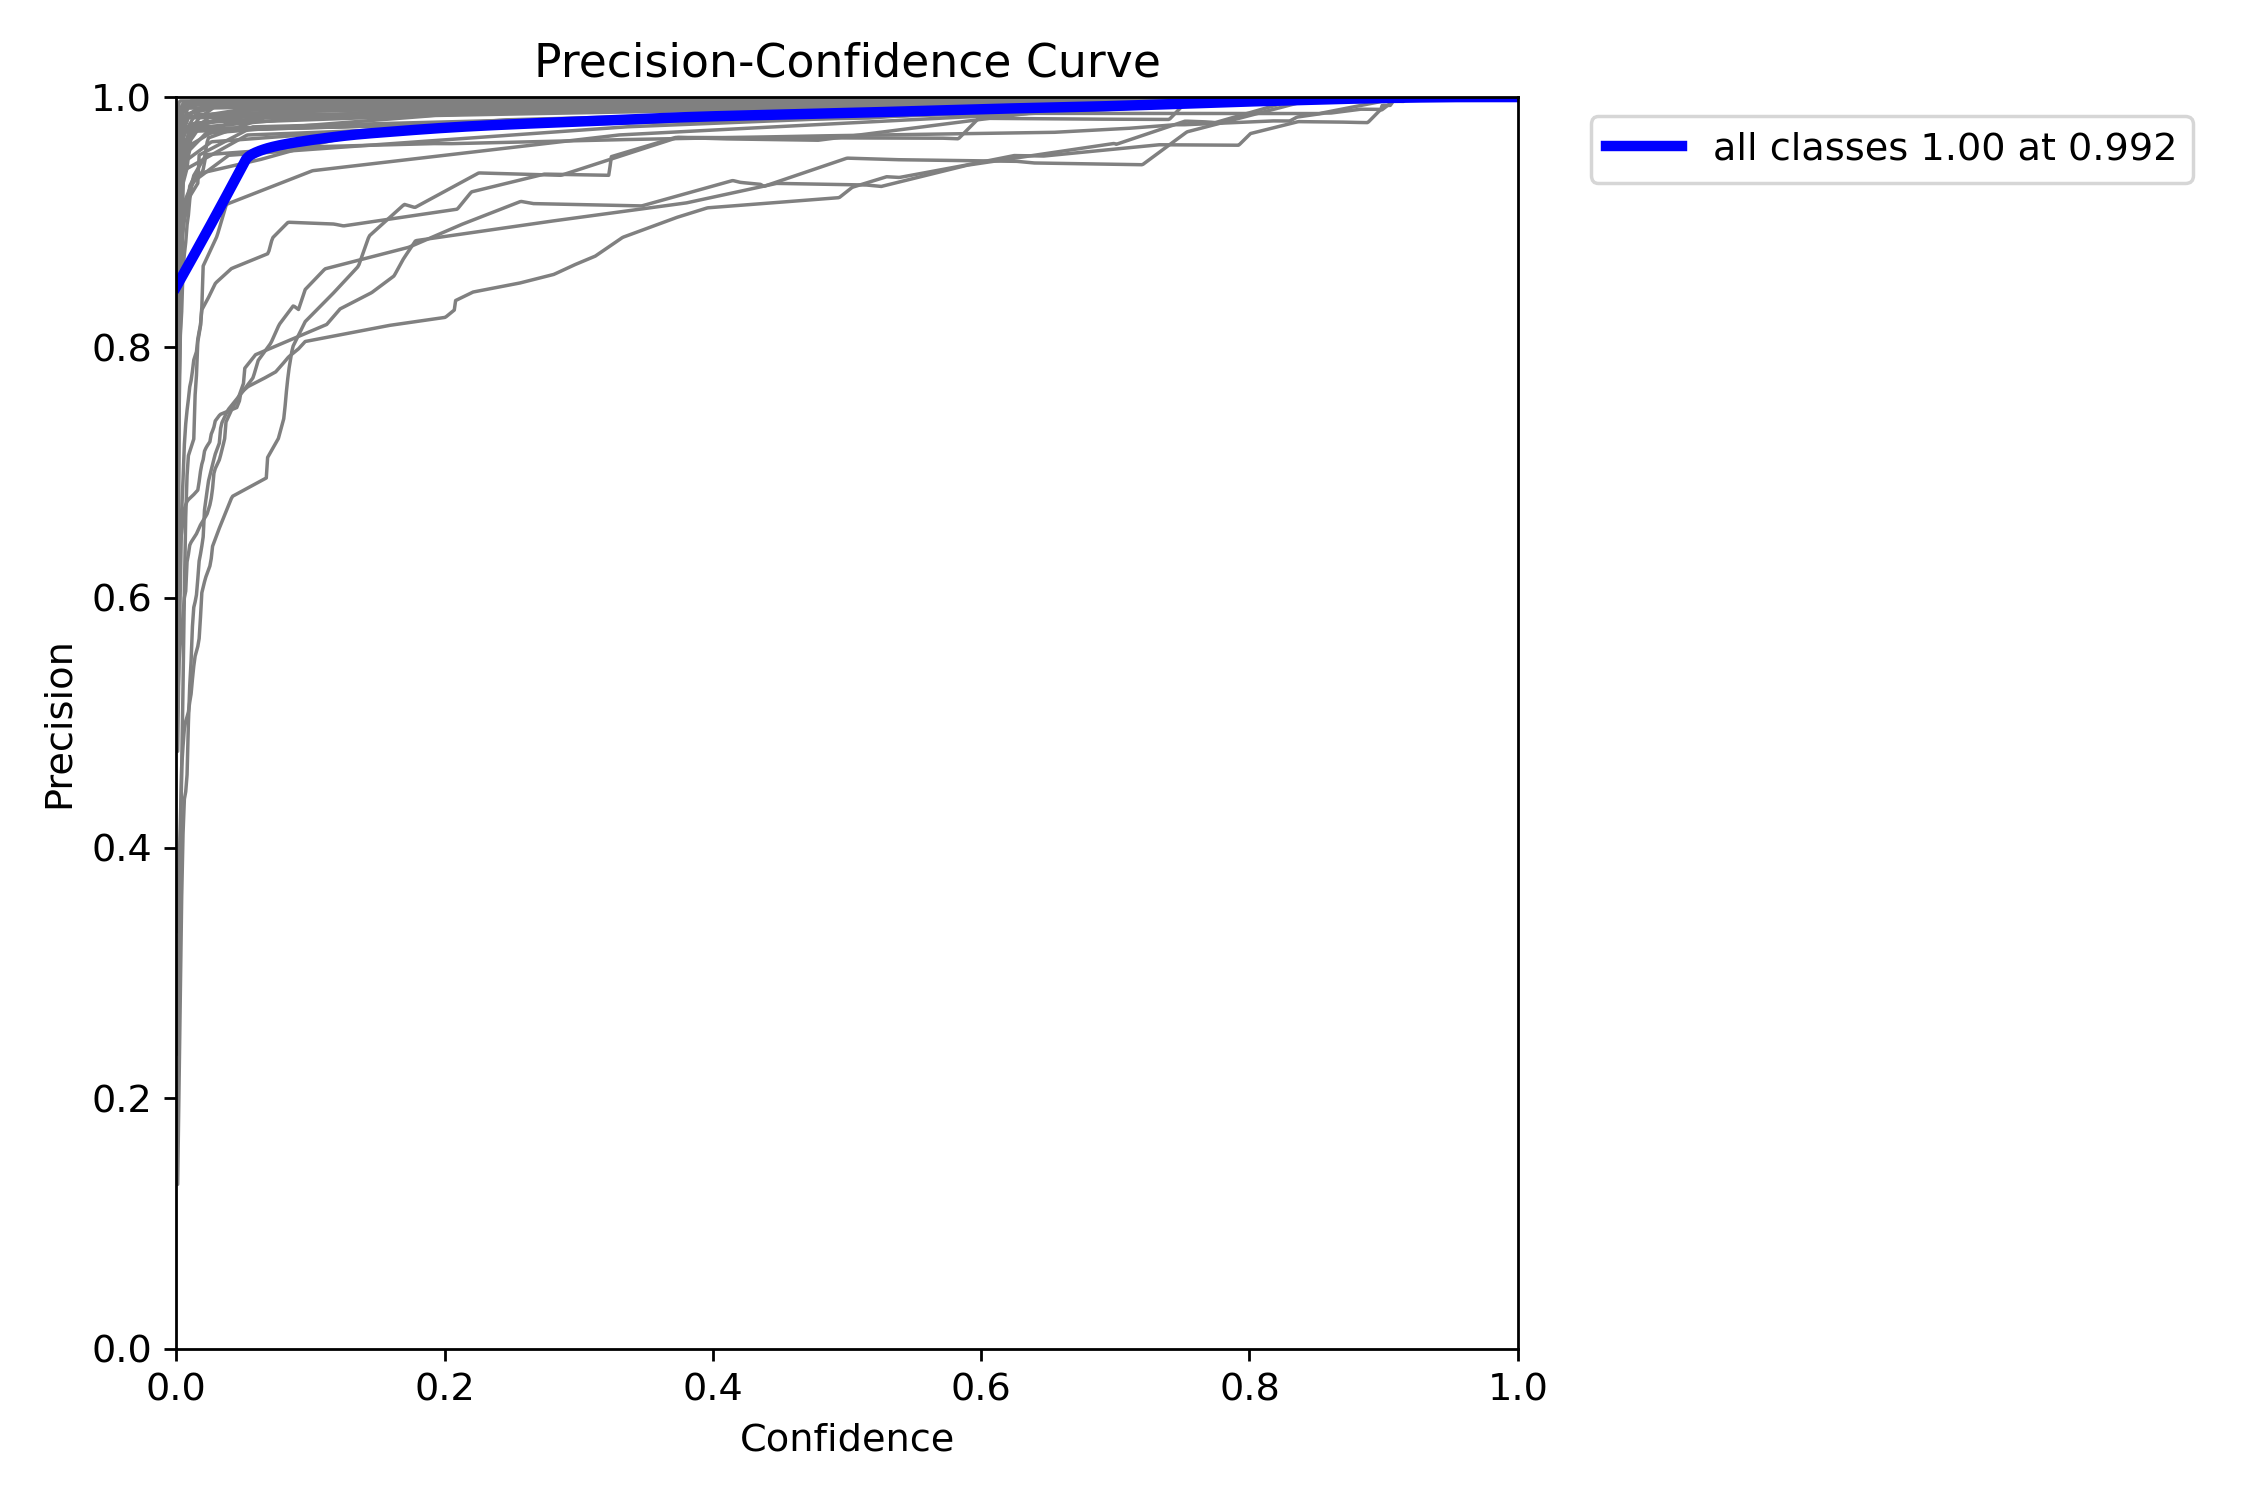 Precision-Confidence Curve
1.0
0.8
0.6
0.4
0.2
0.0
Precision
0.0 0.2 0.4 0.6 0.8 1.0
Confidence
all classes 1.00 at 0.992